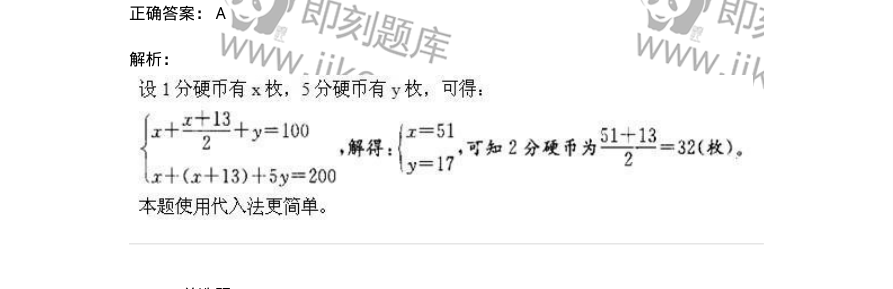 正确答案： A
即刻题库
www.jike
即刻
www.jik
解析：
设 1 分硬币有 x 枚，5 分硬币有 y 枚，可得：
{x+(x+13)/2+y=100
x+(x+13)+5y=200 ,解得：{x=51
y=17 ,可知 2 分硬币为 (51+13)/2=32(枚)。
本题使用代入法更简单。